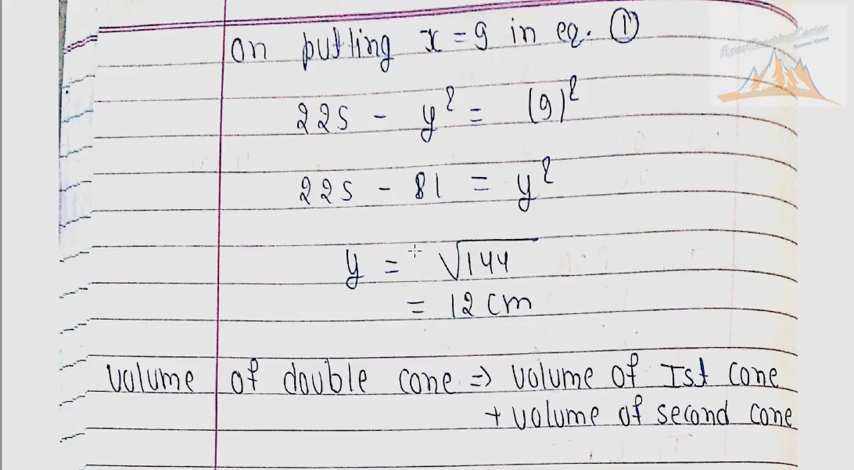 on putting x = 9 in eq. ①
225 - y² = (9)²
225 - 81 = y²
y = √144
= 12 cm
volume of double cone => volume of Ist cone
+ volume of second cone